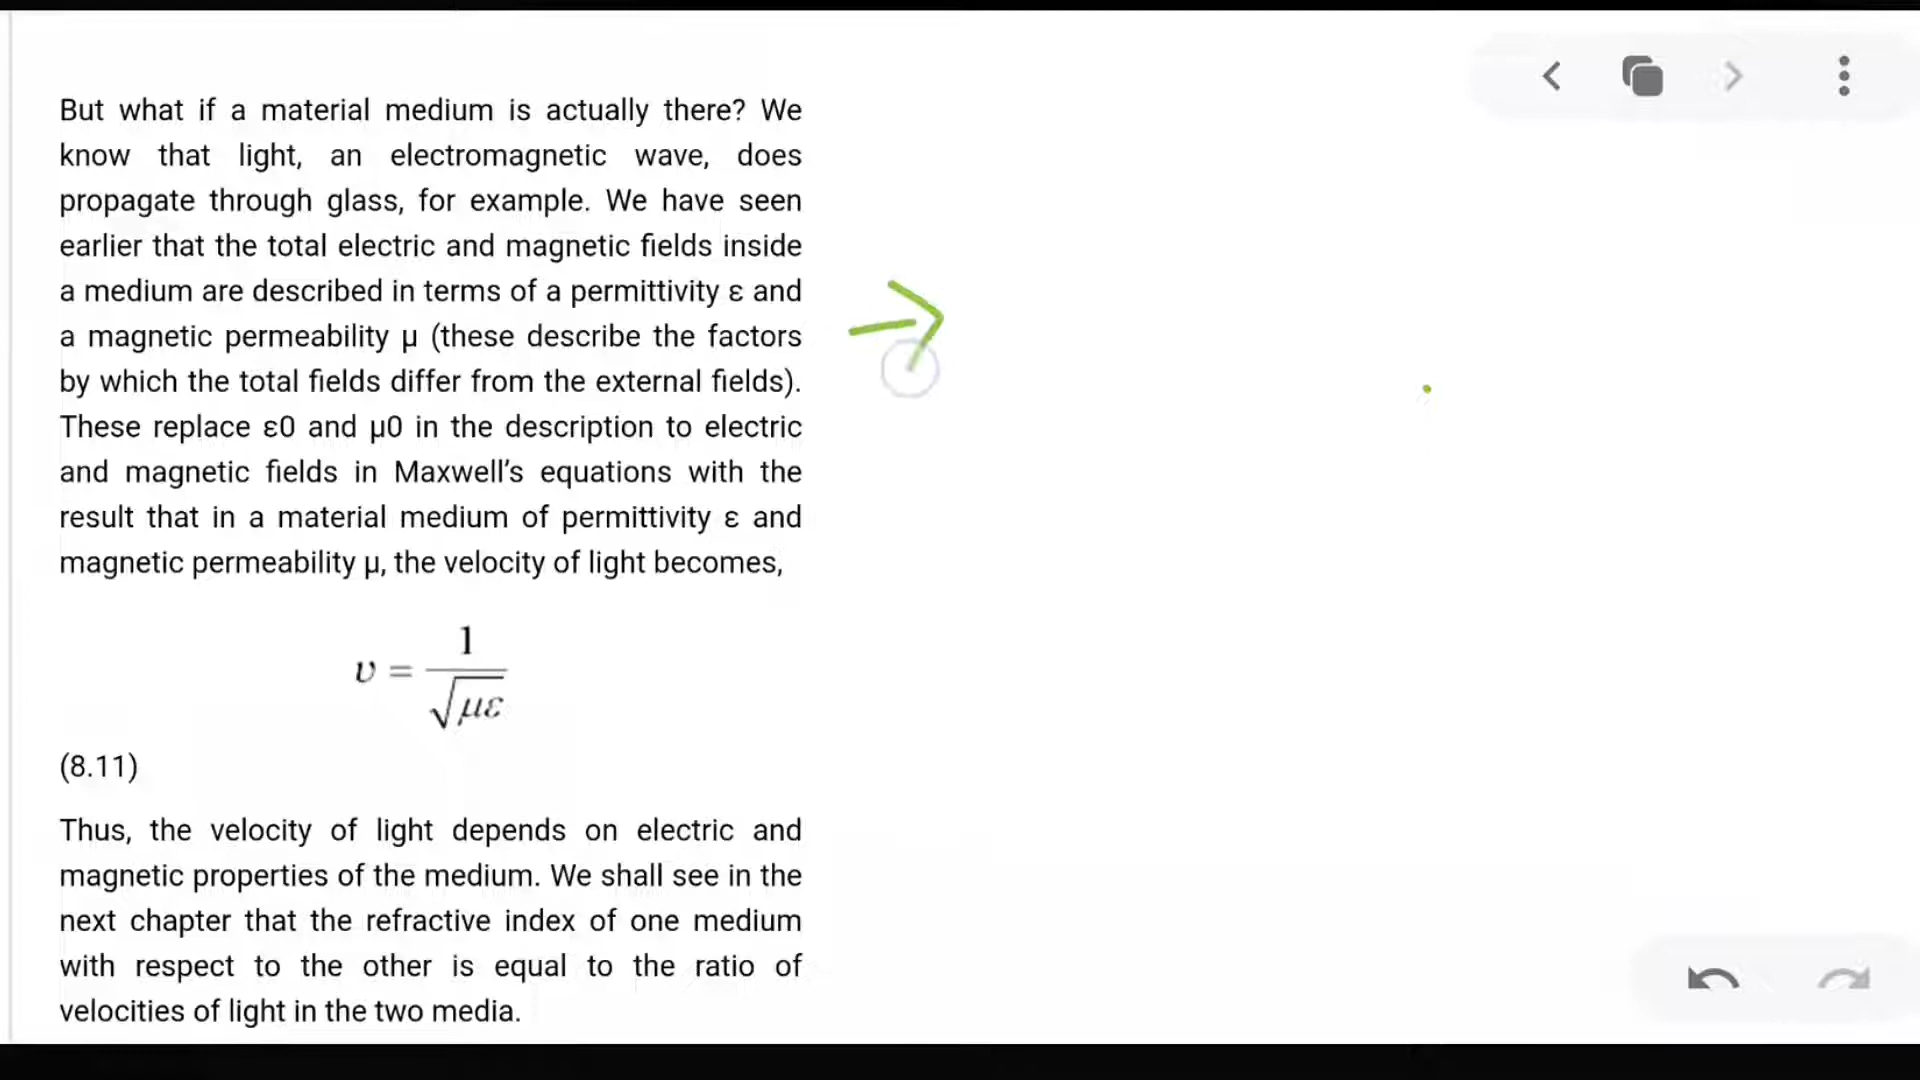 But what if a material medium is actually there? We
know that light, an electromagnetic wave, does
propagate through glass, for example. We have seen
earlier that the total electric and magnetic fields inside
a medium are described in terms of a permittivity ε and
a magnetic permeability μ (these describe the factors
by which the total fields differ from the external fields).
These replace ε0 and μ0 in the description to electric
and magnetic fields in Maxwell’s equations with the
result that in a material medium of permittivity ε and
magnetic permeability μ, the velocity of light becomes,
υ = 1/√με
(8.11)
Thus, the velocity of light depends on electric and
magnetic properties of the medium. We shall see in the
next chapter that the refractive index of one medium
with respect to the other is equal to the ratio of
velocities of light in the two media.